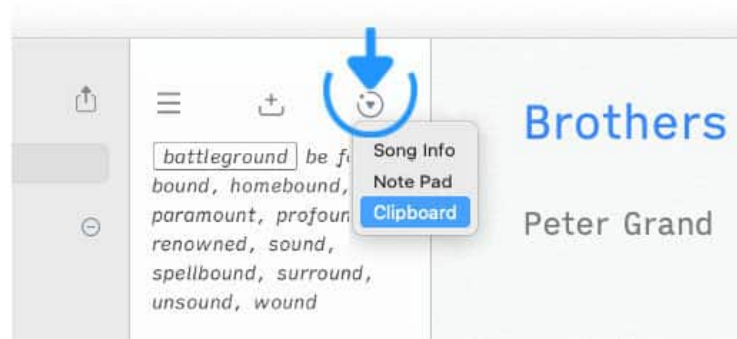 battleground be f
bound, homebound,
paramount, profoun
renowned, sound,
spellbound, surround,
unsound, wound
Song Info
Note Pad
Clipboard
Brothers
Peter Grand